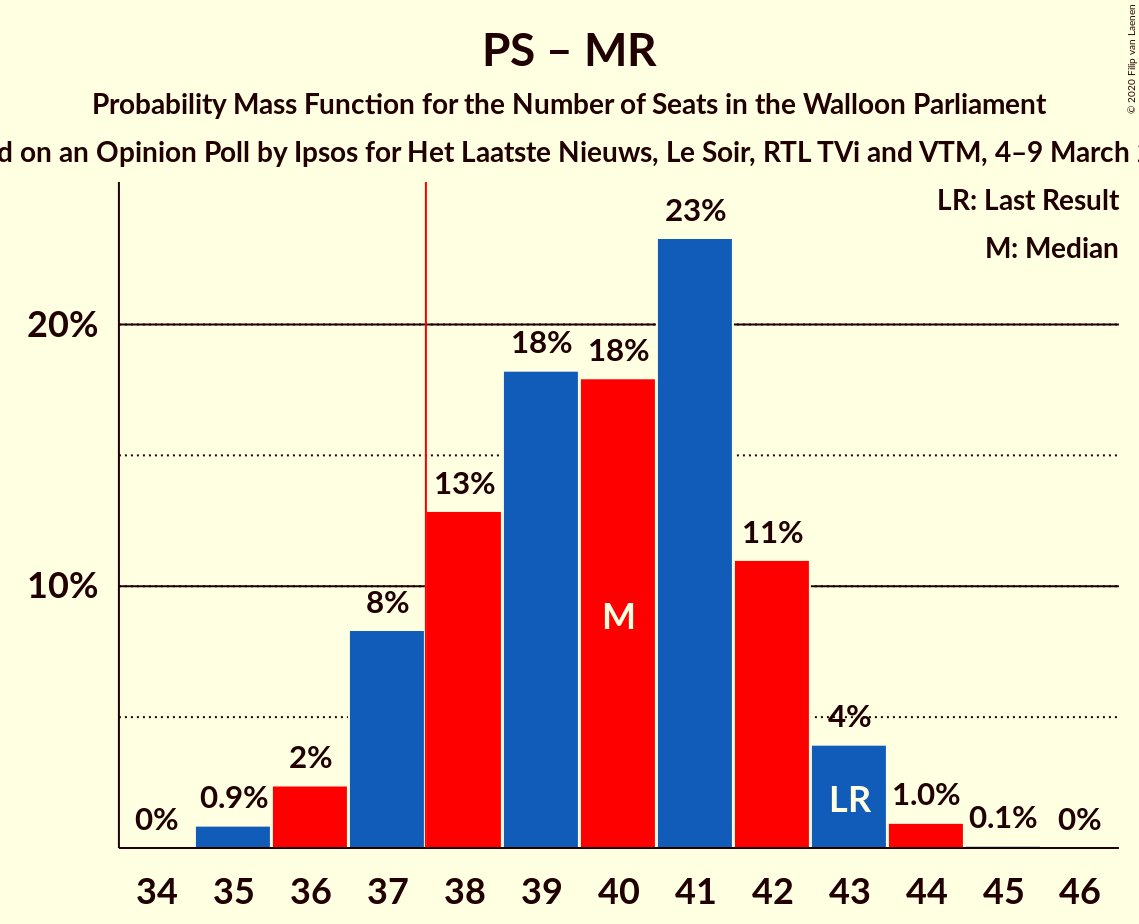 PS – MR
Probability Mass Function for the Number of Seats in the Walloon Parliament
on an Opinion Poll by Ipsos for Het Laatste Nieuws, Le Soir, RTL TVi and VTM, 4–9 March
© 2020 Filip van Laenen
LR: Last Result
M: Median
20%
10%
0%
0.9%
2%
8%
13%
18%
18%
23%
11%
4%
1.0%
0.1%
0%
M
LR
34 35 36 37 38 39 40 41 42 43 44 45 46